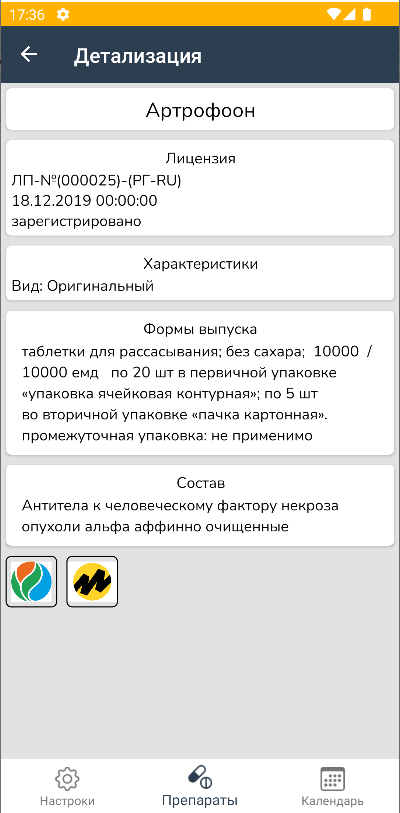 17:36
Детализация
Артрофоон
Лицензия
ЛП-№(000025)-(РГ-RU)
18.12.2019 00:00:00
зарегистрировано
Характеристики
Вид: Оригинальный
Формы выпуска
таблетки для рассасывания; без сахара;  10000  /
10000 емд   по 20 шт в первичной упаковке
«упаковка ячейковая контурная»; по 5 шт
во вторичной упаковке «пачка картонная».
промежуточная упаковка: не применимо
Состав
Антитела к человеческому фактору некроза
опухоли альфа аффинно очищенные
Настроки
Препараты
Календарь